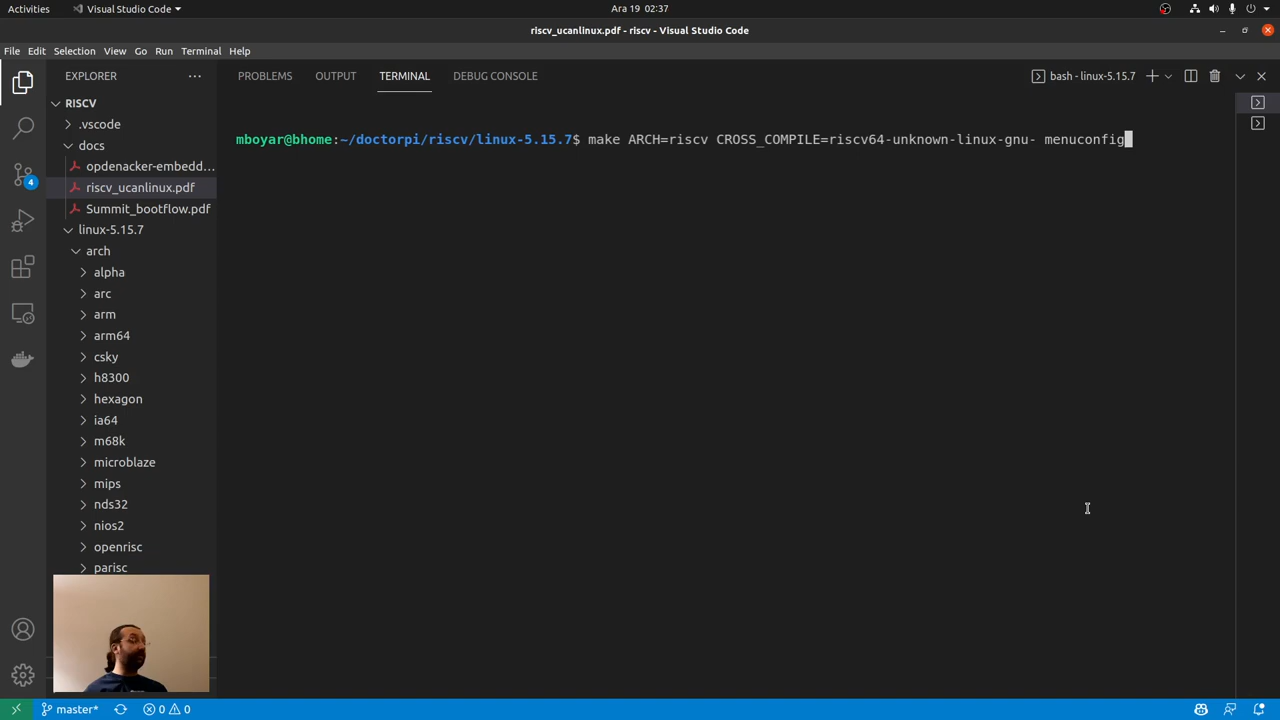 Activities
Visual Studio Code
Ara 19 02:37
riscv_ucanlinux.pdf - riscv - Visual Studio Code
File Edit Selection View Go Run Terminal Help
EXPLORER
PROBLEMS OUTPUT TERMINAL DEBUG CONSOLE
bash - linux-5.15.7
RISCV
.vscode
docs
opdenacker-embedd...
riscv_ucanlinux.pdf
Summit_bootflow.pdf
linux-5.15.7
arch
alpha
arc
arm
arm64
csky
h8300
hexagon
ia64
m68k
microblaze
mips
nds32
nios2
openrisc
parisc
4
mboyar@bhome:~/doctorpi/riscv/linux-5.15.7$ make ARCH=riscv CROSS_COMPILE=riscv64-unknown-linux-gnu- menuconfig
master*
0
0